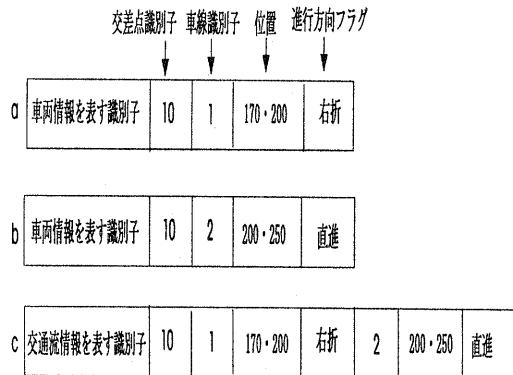 交差点識別子 車線識別子 位置 進行方向フラグ
a 車両情報を表す識別子 10 1 170・200 右折
b 車両情報を表す識別子 10 2 200・250 直進
c 交通流情報を表す識別子 10 1 170・200 右折 2 200・250 直進